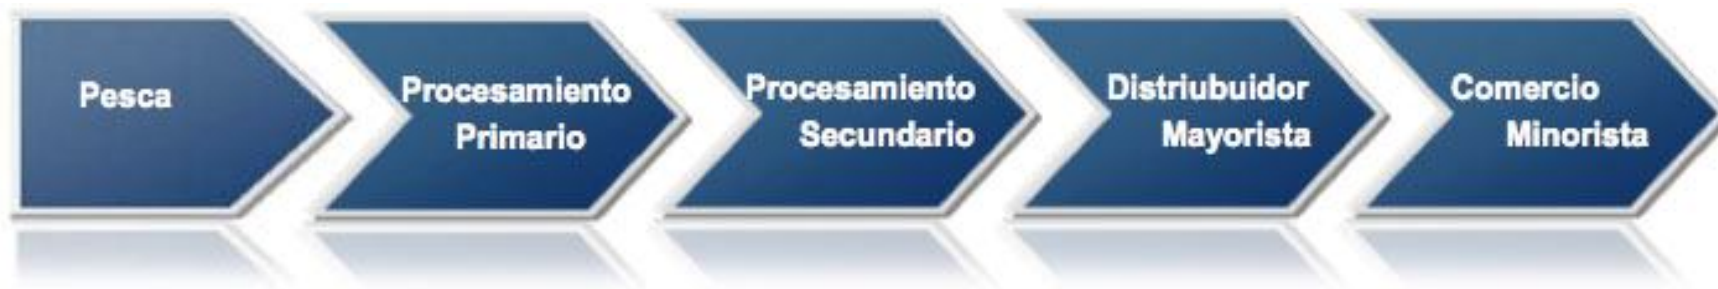 Pesca
Procesamiento
Primario
Procesamiento
Secundario
Distriubuidor
Mayorista
Comercio
Minorista